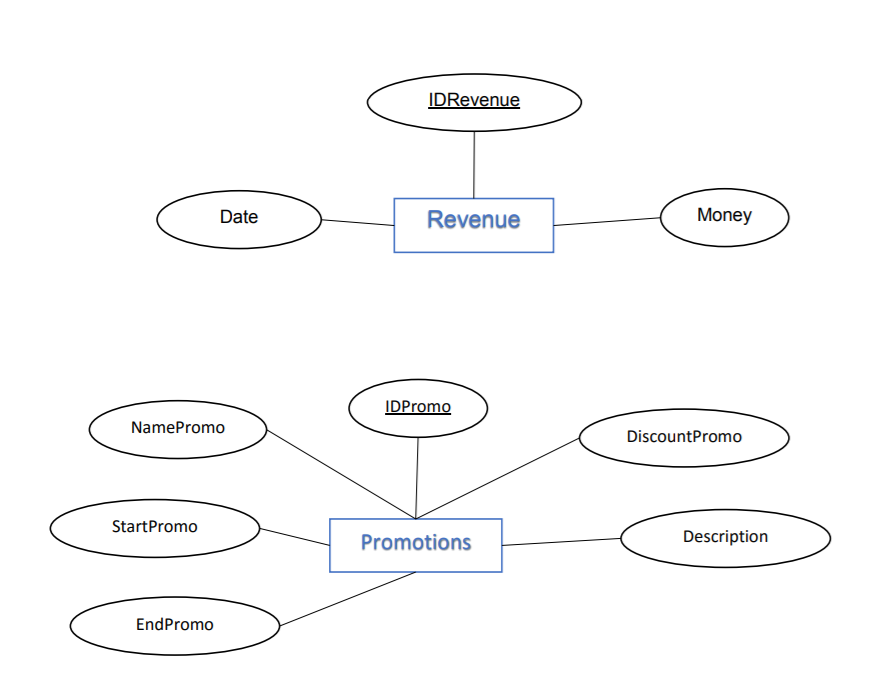 IDRevenue
Date
Revenue
Money
IDPromo
NamePromo
DiscountPromo
StartPromo
Promotions
Description
EndPromo